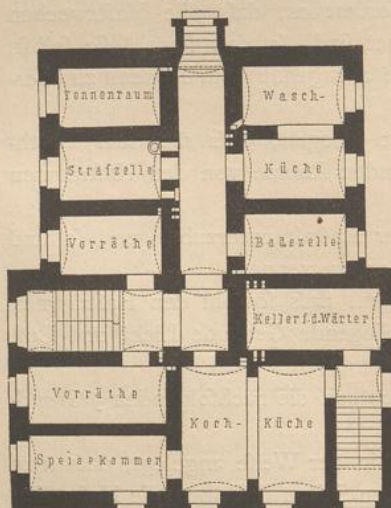 Tonnenraum
Wasch-
Strafzelle
Küche
Vorräthe
Badezelle
Keller f. d. Wärter
Vorräthe
Koch-
Küche
Speisekammer